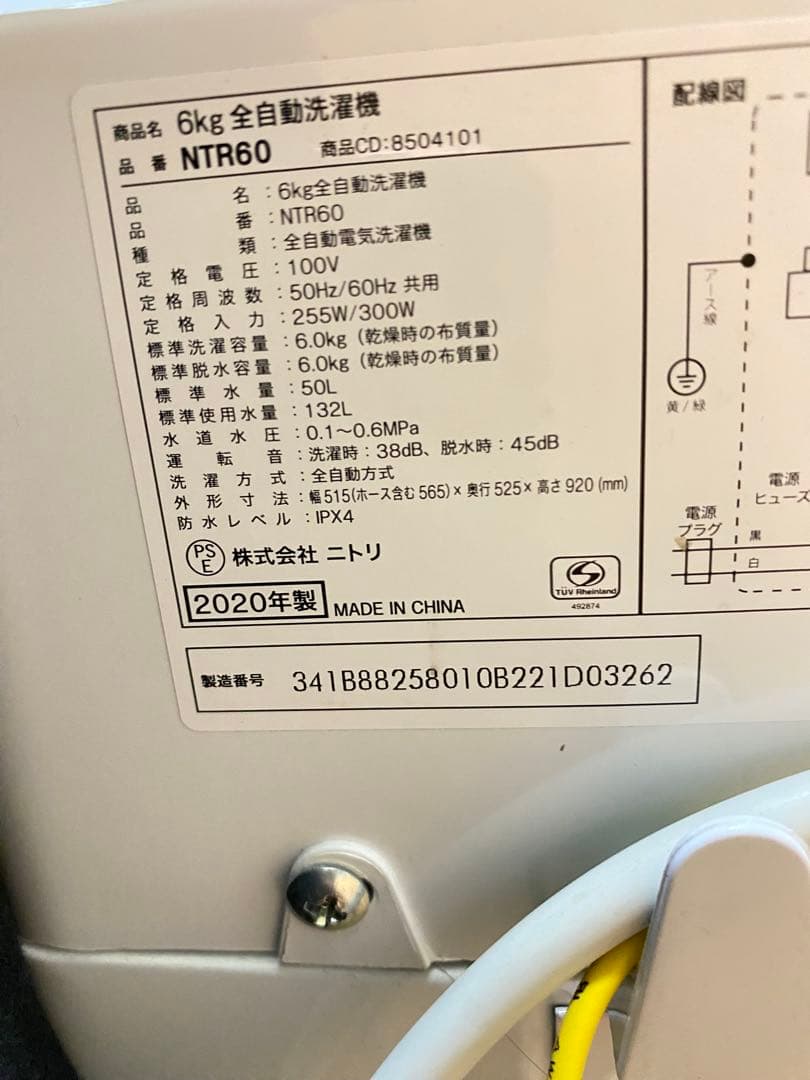 商品名 6kg 全自動洗濯機
品番 NTR60 商品CD:8504101
品名：6kg全自動洗濯機
品番：NTR60
種類：全自動電気洗濯機
定格電圧：100V
定格周波数：50Hz/60Hz 共用
定格入力：255W/300W
標準洗濯容量：6.0kg（乾燥時の布質量）
標準脱水容量：6.0kg（乾燥時の布質量）
標準水量：50L
標準使用水量：132L
水道水圧：0.1～0.6MPa
運転音：洗濯時：38dB、脱水時：45dB
洗濯方式：全自動方式
外形寸法：幅515(ホース含む565)×奥行525×高さ920 (mm)
防水レベル：IPX4
PSE 株式会社 ニトリ
2020年製 MADE IN CHINA
TÜV Rheinland
492874
製造番号 341B88258010B221D03262
配線図
アース線
黄/緑
電源プラグ
電源ヒューズ
黒
白